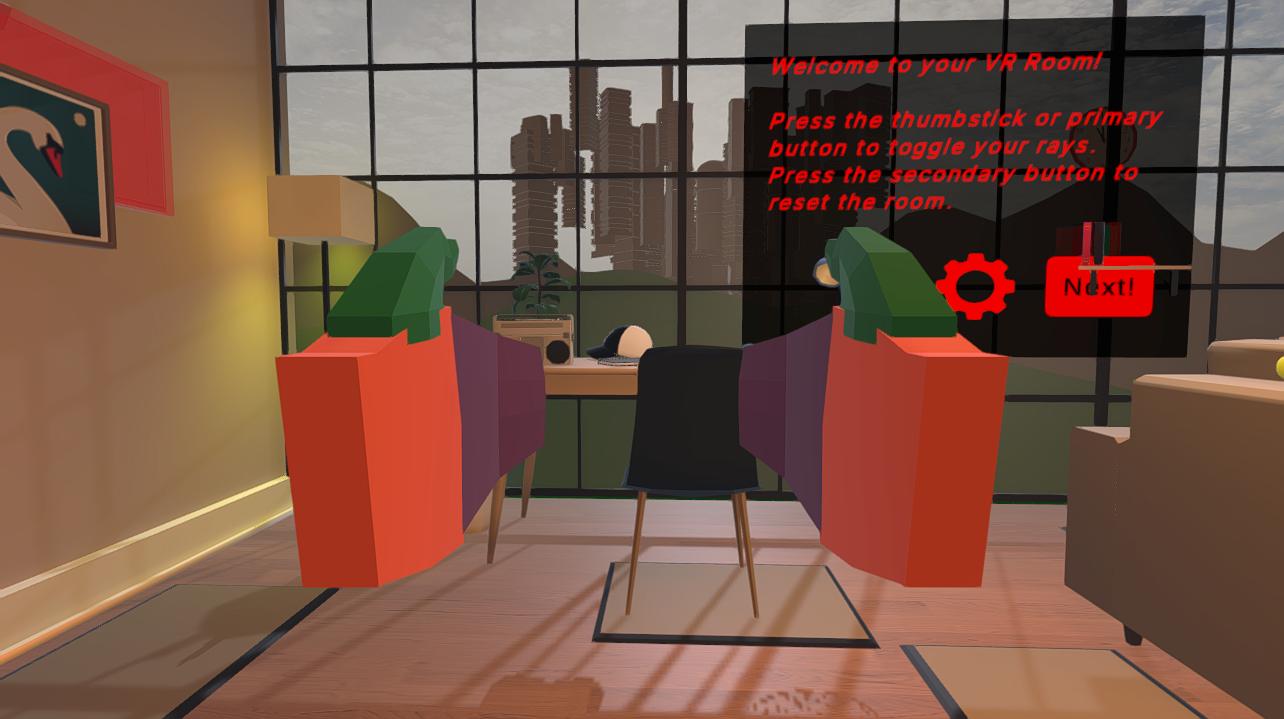 Welcome to your VR Room!
Press the thumbstick or primary
button to toggle your rays.
Press the secondary button to
reset the room.
Next!